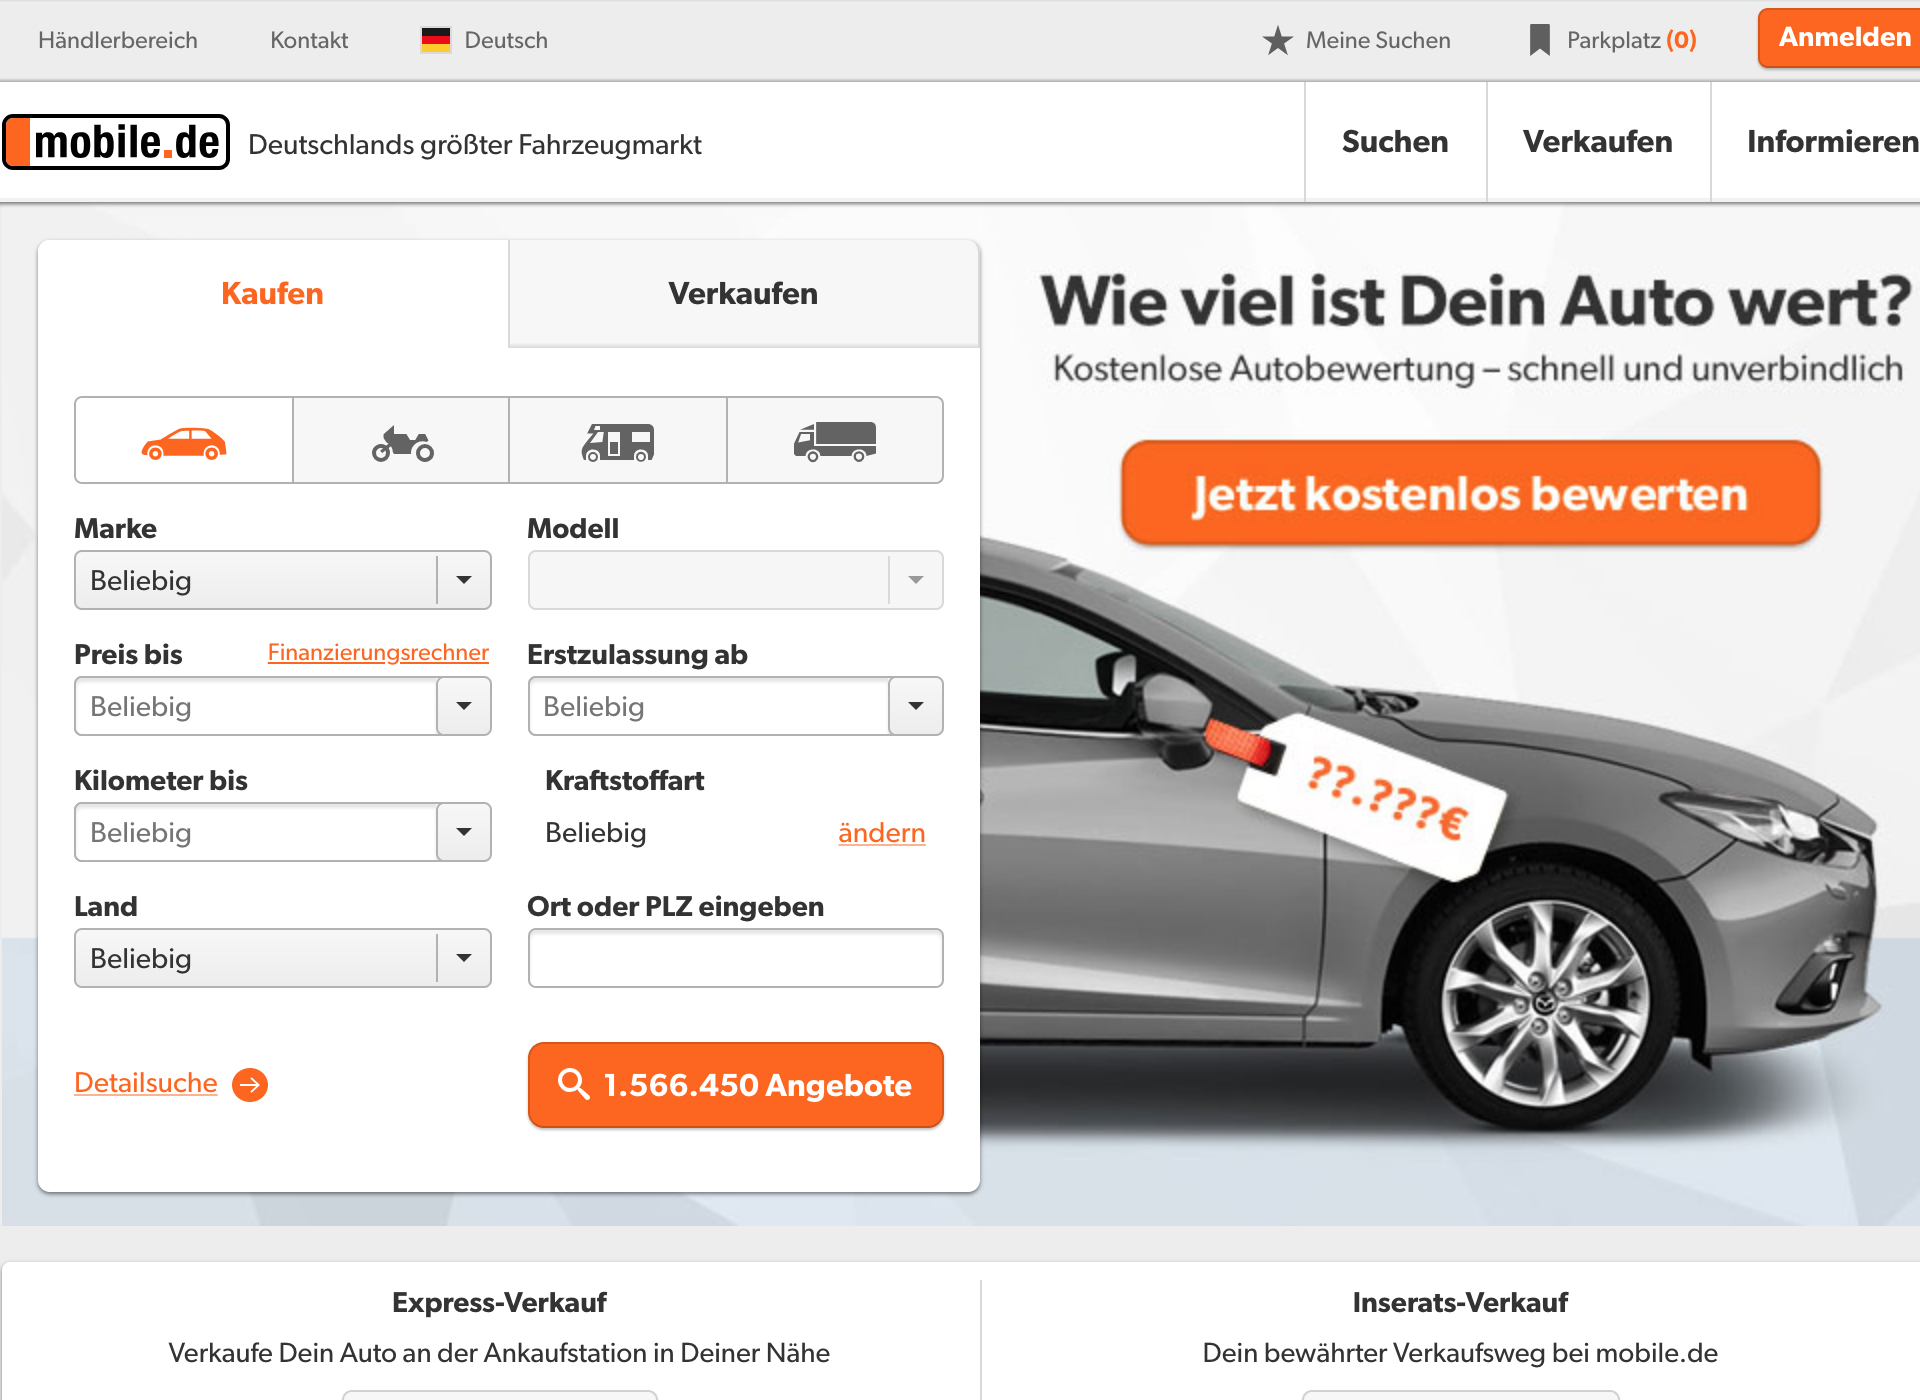 Händlerbereich Kontakt Deutsch Meine Suchen Parkplatz (0) Anmelden
mobile.de Deutschlands größter Fahrzeugmarkt Suchen Verkaufen Informieren
Kaufen Verkaufen
Wie viel ist Dein Auto wert?
Kostenlose Autobewertung – schnell und unverbindlich
Jetzt kostenlos bewerten
Marke Modell
Beliebig
Preis bis Finanzierungsrechner Erstzulassung ab
Beliebig Beliebig
Kilometer bis Kraftstoffart
Beliebig Beliebig ändern
??.???€
Land Ort oder PLZ eingeben
Beliebig
Detailsuche 1.566.450 Angebote
Express-Verkauf
Verkaufe Dein Auto an der Ankaufstation in Deiner Nähe
Inserats-Verkauf
Dein bewährter Verkaufsweg bei mobile.de